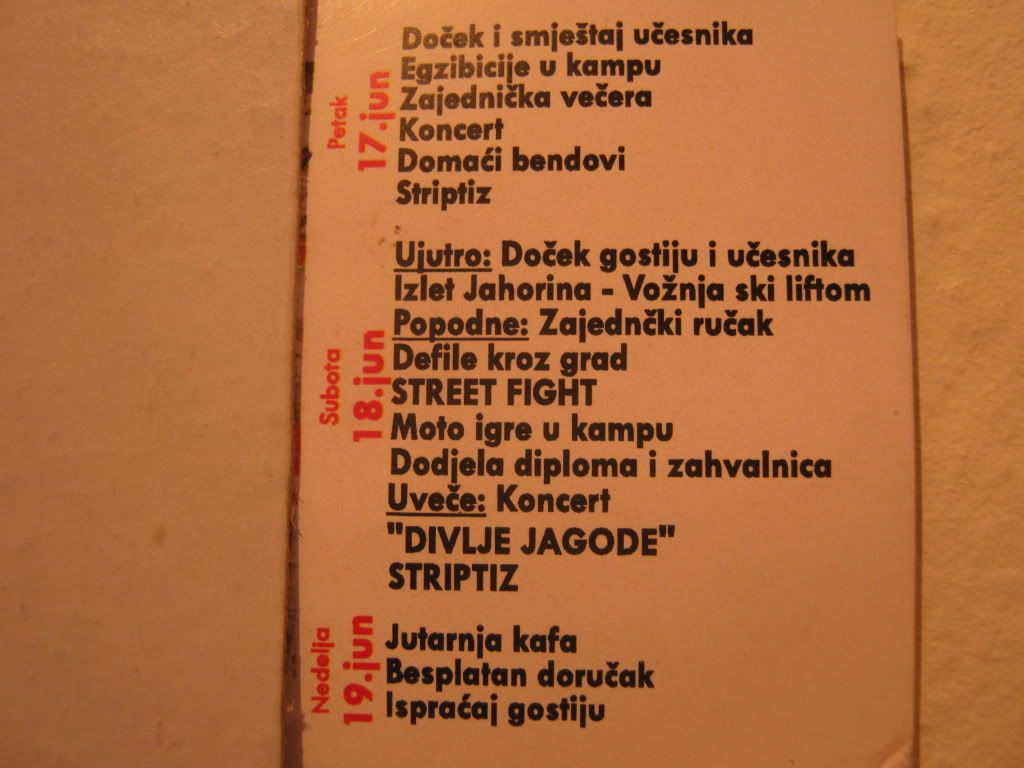 Petak
17.jun
Doček i smještaj učesnika
Egzibicije u kampu
Zajednička večera
Koncert
Domaći bendovi
Striptiz
Subota
18.jun
Ujutro: Doček gostiju i učesnika
Izlet Jahorina - Vožnja ski liftom
Popodne: Zajednčki ručak
Defile kroz grad
STREET FIGHT
Moto igre u kampu
Dodjela diploma i zahvalnica
Uveče: Koncert
"DIVLJE JAGODE"
STRIPTIZ
Nedelja
19.jun
Jutarnja kafa
Besplatan doručak
Ispraćaj gostiju